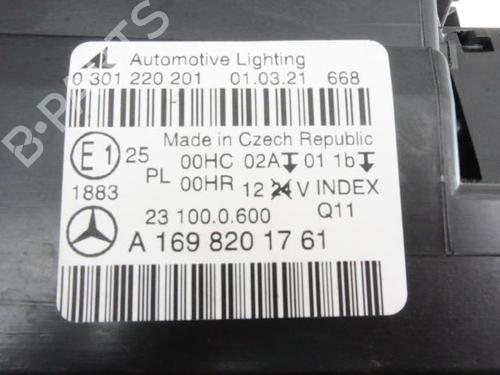 AL Automotive Lighting
0 301 220 201 01.03.21 668
Made in Czech Republic
E1 25 00HC 02A 01 1b
PL 00HR 12 24 V INDEX
1883
23 100.0.600 Q11
A 169 820 17 61
B-PARTS